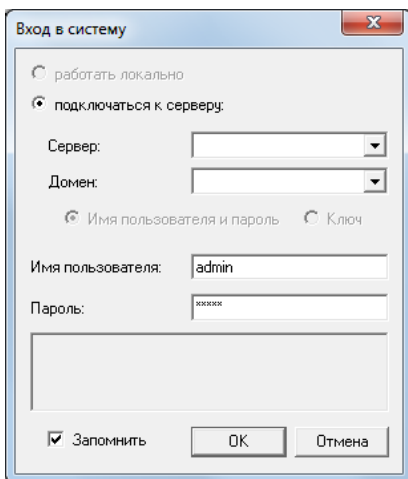 Вход в систему
работать локально
подключаться к серверу:
Сервер:
Домен:
Имя пользователя и пароль Ключ
Имя пользователя: admin
Пароль: *****
Запомнить OK Отмена